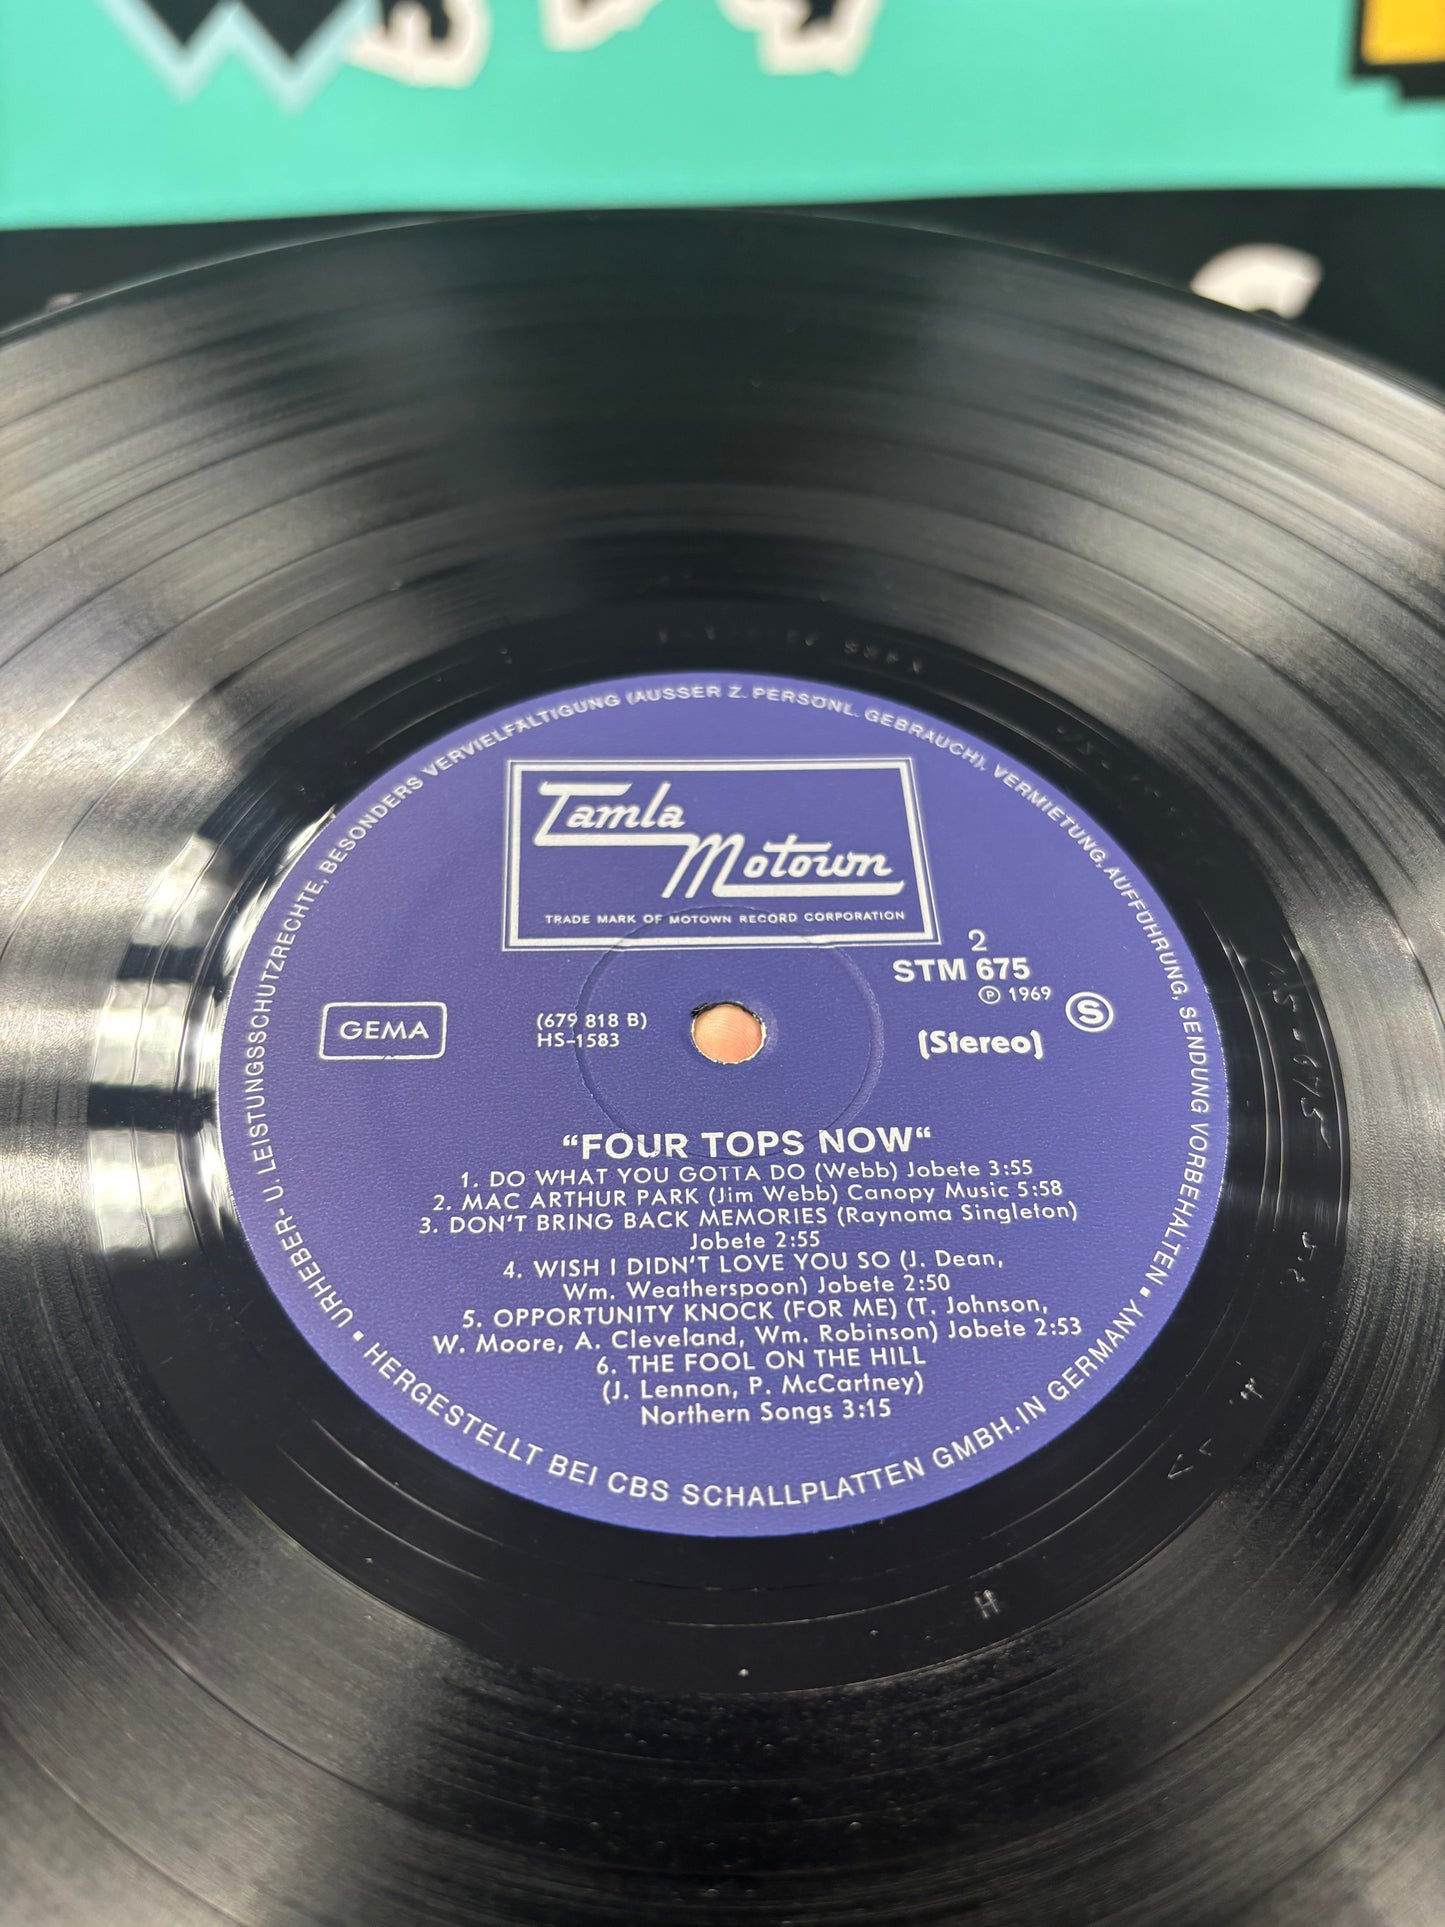 URHEBER- U. LEISTUNGSSCHUTZRECHTE, BESONDERS VERVIELFÄLTIGUNG (AUSSER Z. PERSÖNL. GEBRAUCH), VERMIETUNG, AUFFÜHRUNG, SENDUNG VORBEHALTEN ▪
Tamla
Motown
TRADE MARK OF MOTOWN RECORD CORPORATION
2
STM 675
℗ 1969
S
GEMA
(679 818 B)
HS-1583
(Stereo)
“FOUR TOPS NOW“
1. DO WHAT YOU GOTTA DO (Webb) Jobete 3:55
2. MAC ARTHUR PARK (Jim Webb) Canopy Music 5:58
3. DON'T BRING BACK MEMORIES (Raynoma Singleton)
Jobete 2:55
4. WISH I DIDN'T LOVE YOU SO (J. Dean,
Wm. Weatherspoon) Jobete 2:50
5. OPPORTUNITY KNOCK (FOR ME) (T. Johnson,
W. Moore, A. Cleveland, Wm. Robinson) Jobete 2:53
6. THE FOOL ON THE HILL
(J. Lennon, P. McCartney)
Northern Songs 3:15
▪ HERGESTELLT BEI CBS SCHALLPLATTEN GMBH. IN GERMANY
H